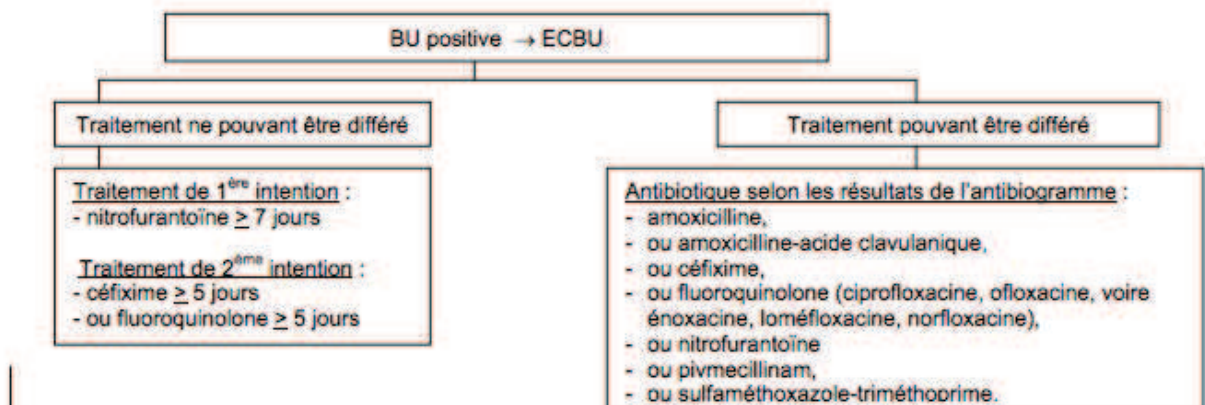 BU positive → ECBU
Traitement ne pouvant être différé
Traitement de 1ère intention :
- nitrofurantoïne ≥ 7 jours
Traitement de 2ème intention :
- céfixime ≥ 5 jours
- ou fluoroquinolone ≥ 5 jours
Traitement pouvant être différé
Antibiotique selon les résultats de l'antibiogramme :
- amoxicilline,
- ou amoxicilline-acide clavulanique,
- ou céfixime,
- ou fluoroquinolone (ciprofloxacine, ofloxacine, voire
énoxacine, loméfloxacine, norfloxacine),
- ou nitrofurantoïne
- ou pivmecillinam,
- ou sulfaméthoxazole-triméthoprime.